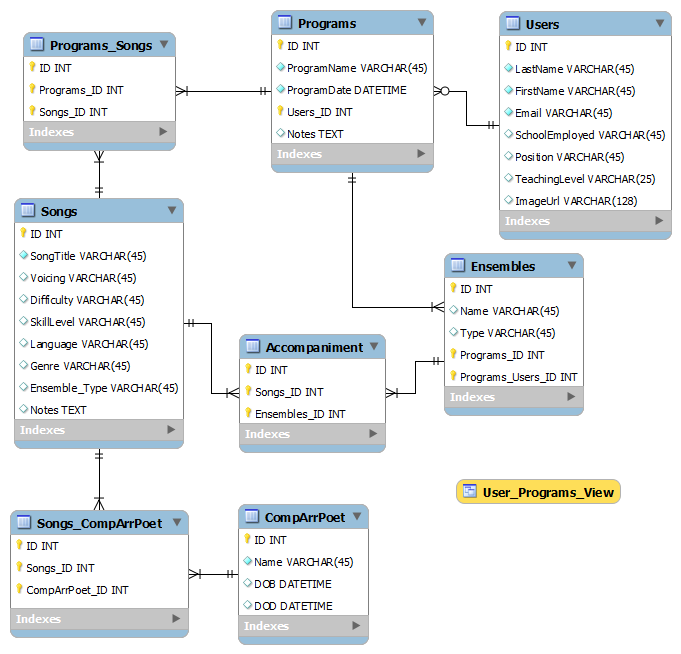 Programs_Songs
ID INT
Programs_ID INT
Songs_ID INT
Indexes
Programs
ID INT
ProgramName VARCHAR(45)
ProgramDate DATETIME
Users_ID INT
Notes TEXT
Indexes
Users
ID INT
LastName VARCHAR(45)
FirstName VARCHAR(45)
Email VARCHAR(45)
SchoolEmployed VARCHAR(45)
Position VARCHAR(45)
TeachingLevel VARCHAR(25)
ImageUrl VARCHAR(128)
Indexes
Songs
ID INT
SongTitle VARCHAR(45)
Voicing VARCHAR(45)
Difficulty VARCHAR(45)
SkillLevel VARCHAR(45)
Language VARCHAR(45)
Genre VARCHAR(45)
Ensemble_Type VARCHAR(45)
Notes TEXT
Indexes
Ensembles
ID INT
Name VARCHAR(45)
Type VARCHAR(45)
Programs_ID INT
Programs_Users_ID INT
Indexes
Accompaniment
ID INT
Songs_ID INT
Ensembles_ID INT
Indexes
User_Programs_View
Songs_CompArrPoet
ID INT
Songs_ID INT
CompArrPoet_ID INT
Indexes
CompArrPoet
ID INT
Name VARCHAR(45)
DOB DATETIME
DOD DATETIME
Indexes